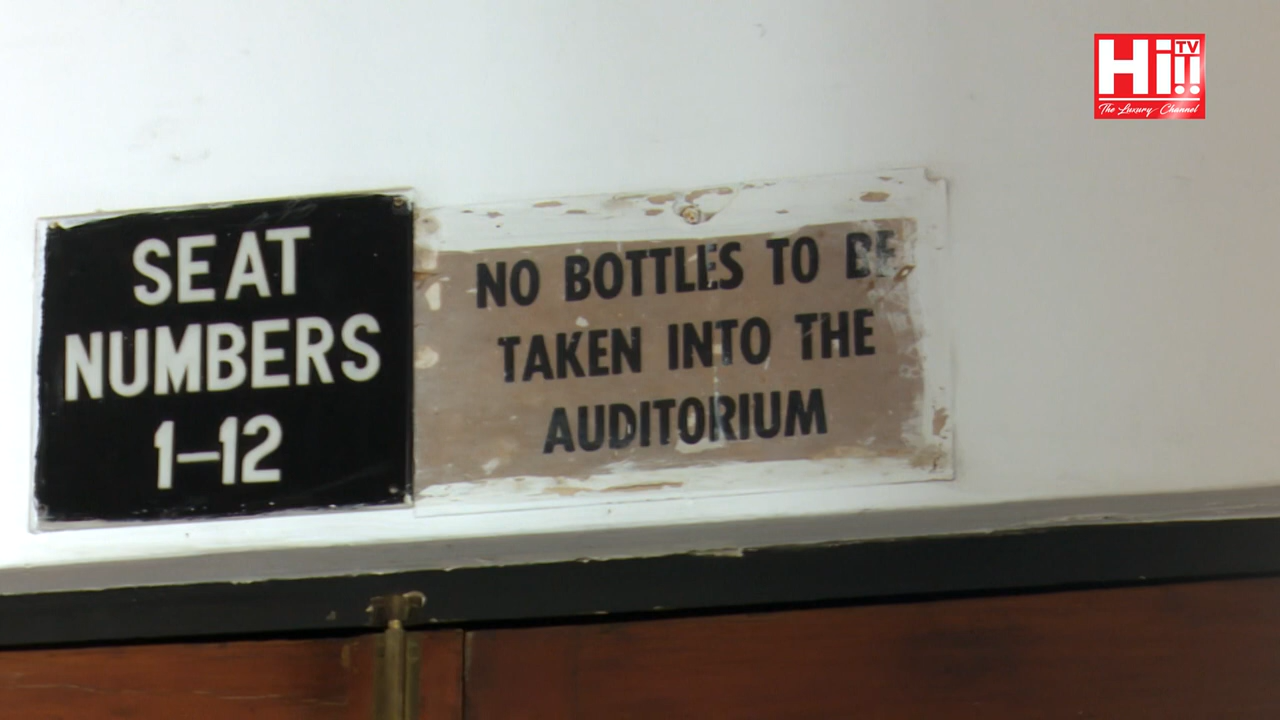 SEAT
NUMBERS
1-12
NO BOTTLES TO BE
TAKEN INTO THE
AUDITORIUM
Hi!! TV
The Luxury Channel